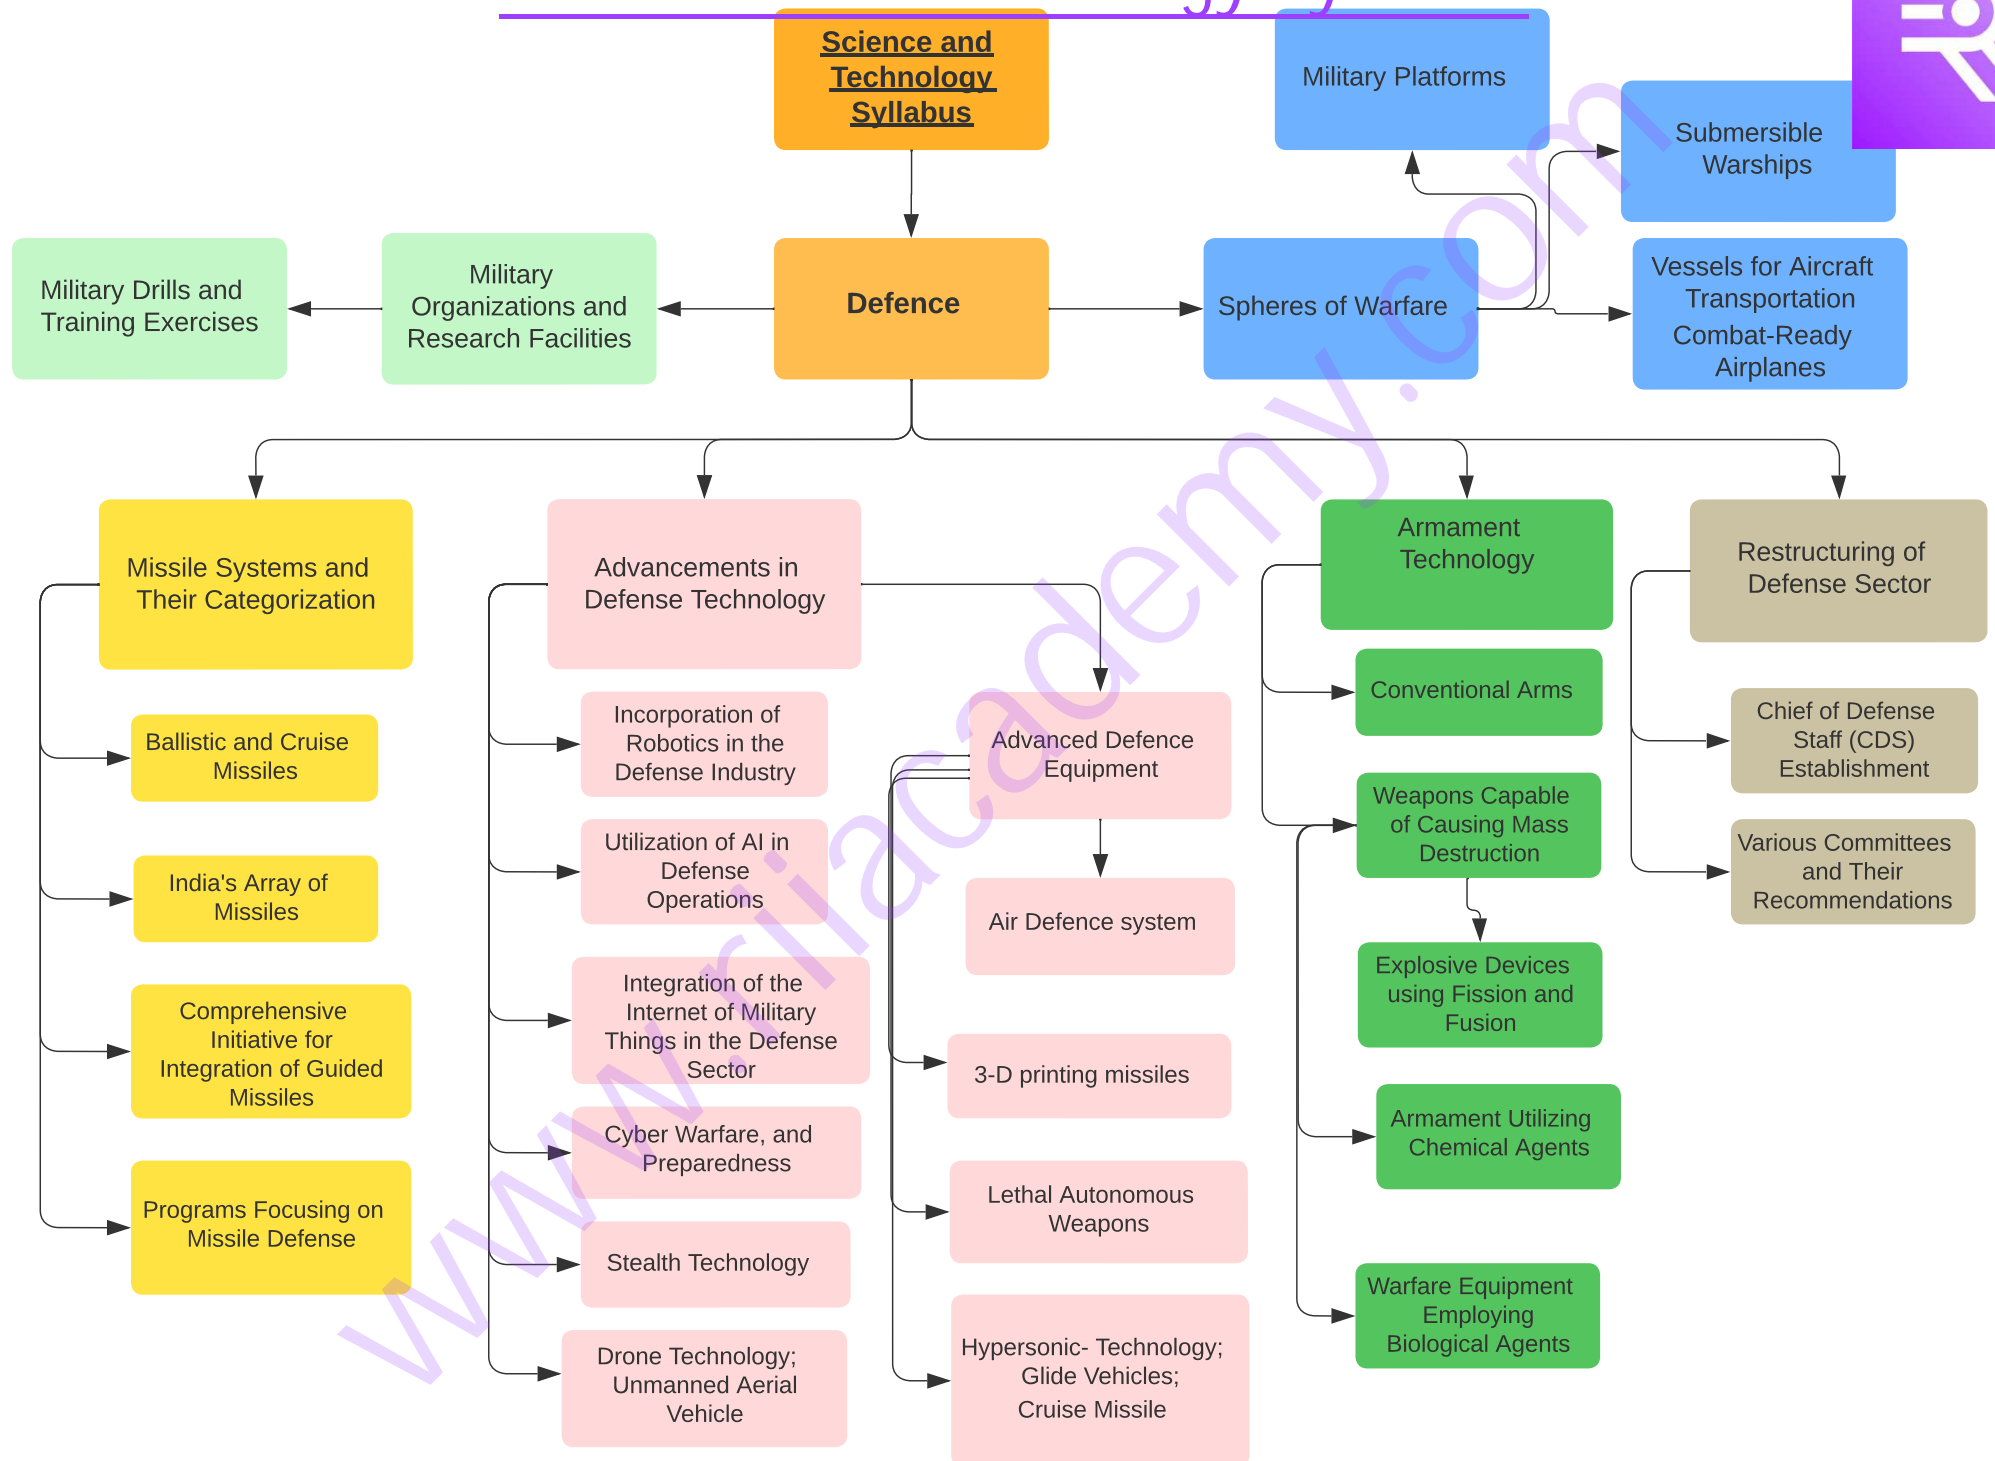 Science and
Technology
Syllabus
Military Platforms
Submersible
Warships
Military Drills and
Training Exercises
Military
Organizations and
Research Facilities
Defence
Spheres of Warfare
Vessels for Aircraft
Transportation
Combat-Ready
Airplanes
Missile Systems and
Their Categorization
Ballistic and Cruise
Missiles
India's Array of
Missiles
Comprehensive
Initiative for
Integration of Guided
Missiles
Programs Focusing on
Missile Defense
Advancements in
Defense Technology
Incorporation of
Robotics in the
Defense Industry
Utilization of AI in
Defense
Operations
Integration of the
Internet of Military
Things in the Defense
Sector
Cyber Warfare, and
Preparedness
Stealth Technology
Drone Technology;
Unmanned Aerial
Vehicle
Advanced Defence
Equipment
Air Defence system
3-D printing missiles
Lethal Autonomous
Weapons
Hypersonic- Technology;
Glide Vehicles;
Cruise Missile
Armament
Technology
Conventional Arms
Weapons Capable
of Causing Mass
Destruction
Explosive Devices
using Fission and
Fusion
Armament Utilizing
Chemical Agents
Warfare Equipment
Employing
Biological Agents
Restructuring of
Defense Sector
Chief of Defense
Staff (CDS)
Establishment
Various Committees
and Their
Recommendations
www.rliacademy.com